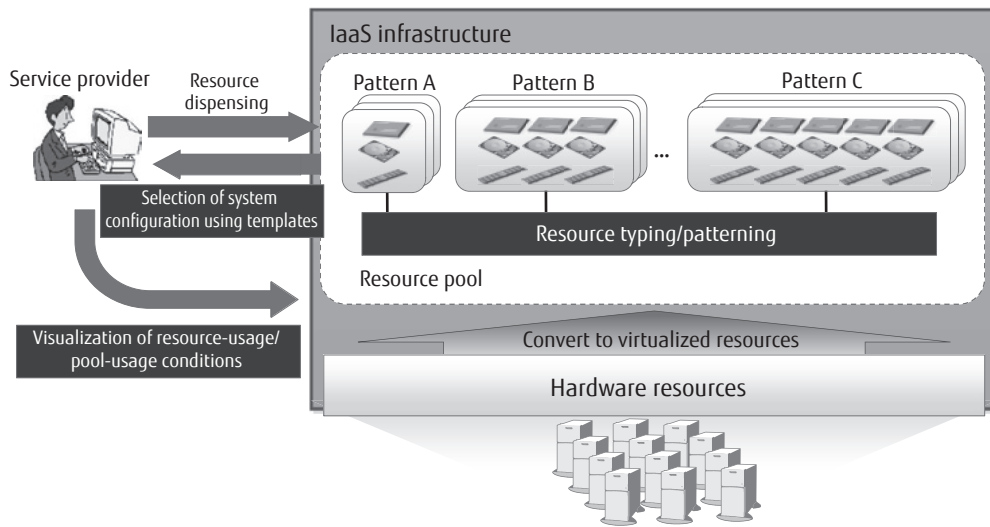 IaaS infrastructure
Service provider
Resource
dispensing
Pattern A
Pattern B
Pattern C
...
Selection of system
configuration using templates
Resource typing/patterning
Resource pool
Visualization of resource-usage/
pool-usage conditions
Convert to virtualized resources
Hardware resources